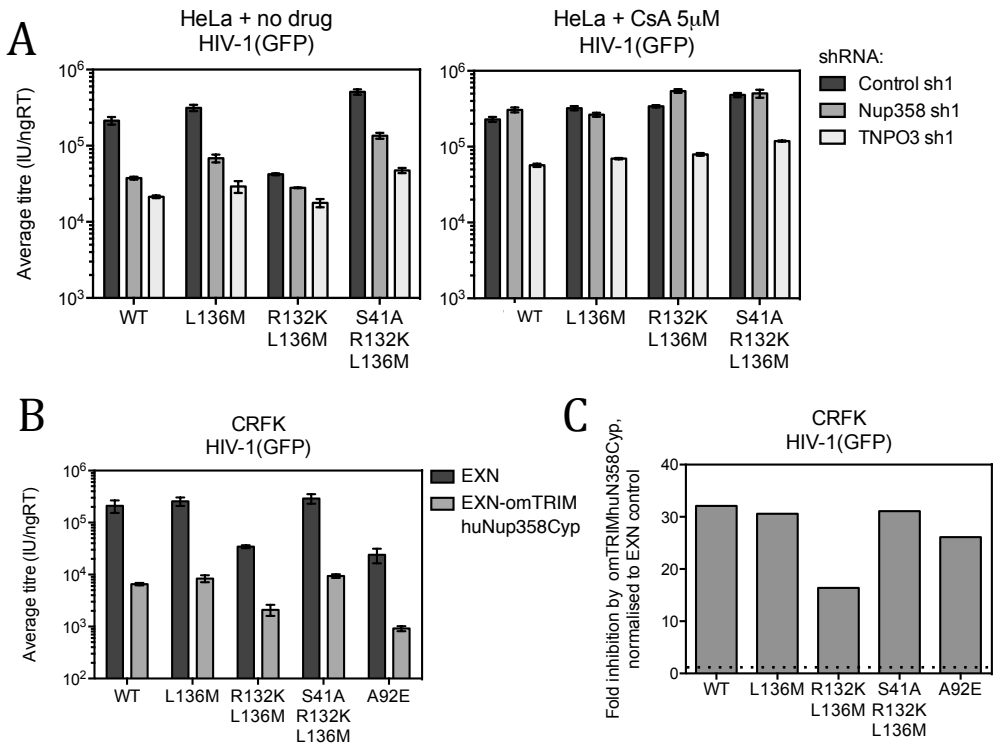 A
HeLa + no drug
HIV-1(GFP)
Average titre (IU/ngRT)
10⁶
10⁵
10⁴
10³
WT
L136M
R132K
L136M
S41A
R132K
L136M
HeLa + CsA 5µM
HIV-1(GFP)
10⁶
10⁵
10⁴
10³
WT
L136M
R132K
L136M
S41A
R132K
L136M
shRNA:
Control sh1
Nup358 sh1
TNPO3 sh1
B
CRFK
HIV-1(GFP)
Average titre (IU/ngRT)
10⁶
10⁵
10⁴
10³
10²
WT
L136M
R132K
L136M
S41A
R132K
L136M
A92E
EXN
EXN-omTRIM
huNup358Cyp
C
CRFK
HIV-1(GFP)
Fold inhibition by omTRIMhuN358Cyp,
normalised to EXN control
40
30
20
10
0
WT
L136M
R132K
L136M
S41A
R132K
L136M
A92E